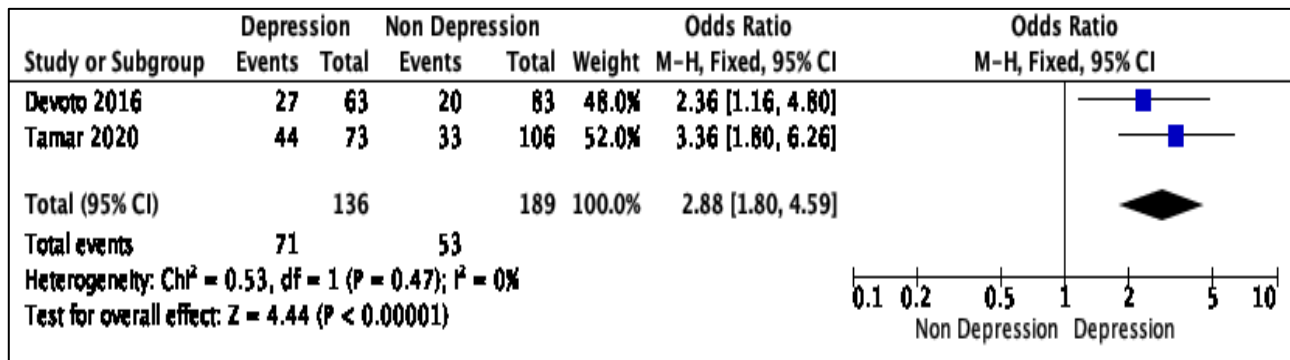 Depression Non Depression Odds Ratio Odds Ratio
Study or Subgroup Events Total Events Total Weight M-H, Fixed, 95% CI M-H, Fixed, 95% CI
Devoto 2016 27 63 20 83 48.0% 2.36 [1.16, 4.80]
Tamar 2020 44 73 33 106 52.0% 3.36 [1.80, 6.26]
Total (95% CI) 136 189 100.0% 2.88 [1.80, 4.59]
Total events 71 53
Heterogeneity: Chi² = 0.53, df = 1 (P = 0.47); I² = 0%
Test for overall effect: Z = 4.44 (P < 0.00001)
0.1 0.2 0.5 1 2 5 10
Non Depression Depression